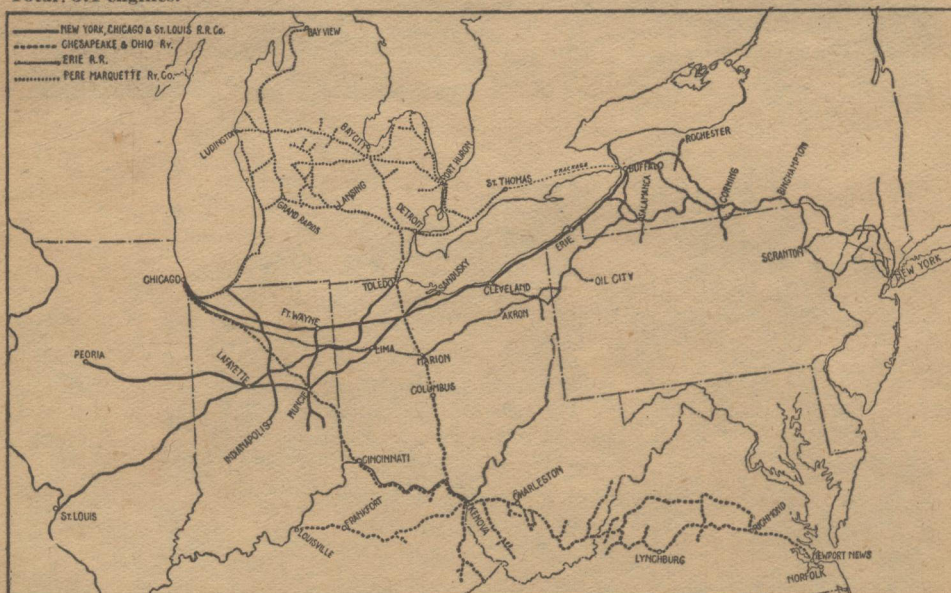 NEW YORK, CHICAGO & ST. LOUIS R.R. Co.
CHESAPEAKE & OHIO RY.
ERIE R.R.
PERE MARQUETTE RY. Co.
BAY VIEW
LUDINGTON
BAY CITY
PORT HURON
ROCHESTER
BUFFALO
ST. THOMAS
GRAND RAPIDS
LANSING
DETROIT
SALAMANCA
CORNING
BINGHAMPTON
ERIE
SCRANTON
NEW YORK
CHICAGO
TOLEDO
SANDUSKY
CLEVELAND
OIL CITY
FT. WAYNE
AKRON
PEORIA
LAFAYETTE
LIMA
MARION
MUNCIE
COLUMBUS
INDIANAPOLIS
CINCINNATI
ST. LOUIS
LOUISVILLE
FRANKFORT
KENOVA
CHARLESTON
LYNCHBURG
RICHMOND
NEWPORT NEWS
NORFOLK